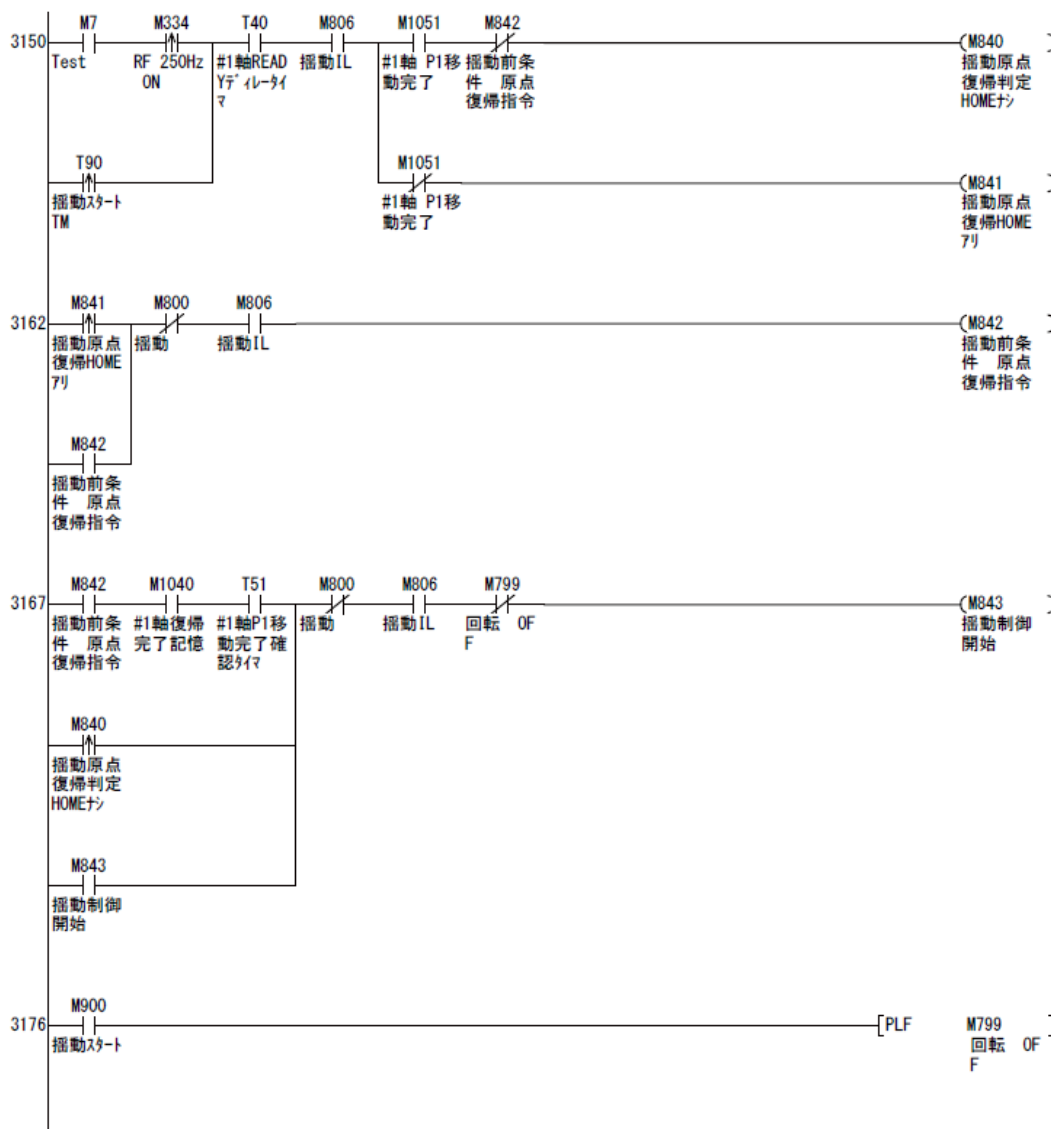 M7 M334 T40 M806 M1051 M842
3150 (M840 )
Test RF 250Hz #1軸READ 揺動IL #1軸 P1移 揺動前条 揺動原点
ON Yディレータイ 動完了 件 原点 復帰判定
マ 復帰指令 HOMEナシ
T90 M1051
(M841 )
揺動スタート #1軸 P1移 揺動原点
TM 動完了 復帰HOME
アリ
M841 M800 M806
3162 (M842 )
揺動原点 揺動 揺動IL 揺動前条
復帰HOME 件 原点
アリ 復帰指令
M842
揺動前条
件 原点
復帰指令
M842 M1040 T51 M800 M806 M799
3167 (M843 )
揺動前条 #1軸復帰 #1軸P1移 揺動 揺動IL 回転 OF 揺動制御
件 原点 完了記憶 動完了確 F 開始
復帰指令 認タイマ
M840
揺動原点
復帰判定
HOMEナシ
M843
揺動制御
開始
M900
3176 [PLF M799 ]
揺動スタート 回転 OF
F